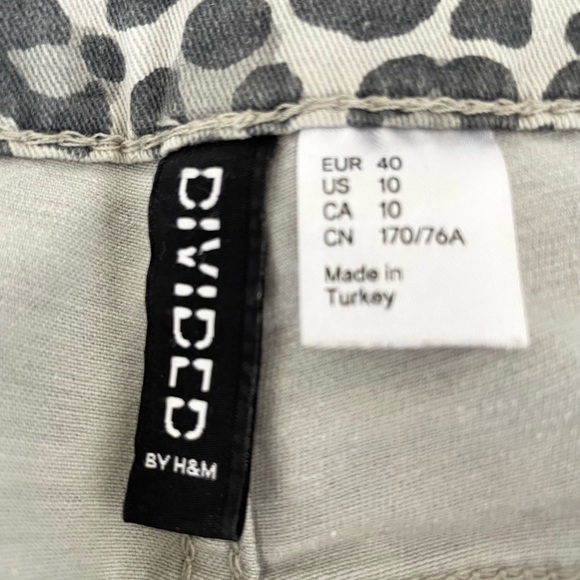 DIVIDED
BY H&M
EUR 40
US 10
CA 10
CN 170/76A
Made in
Turkey